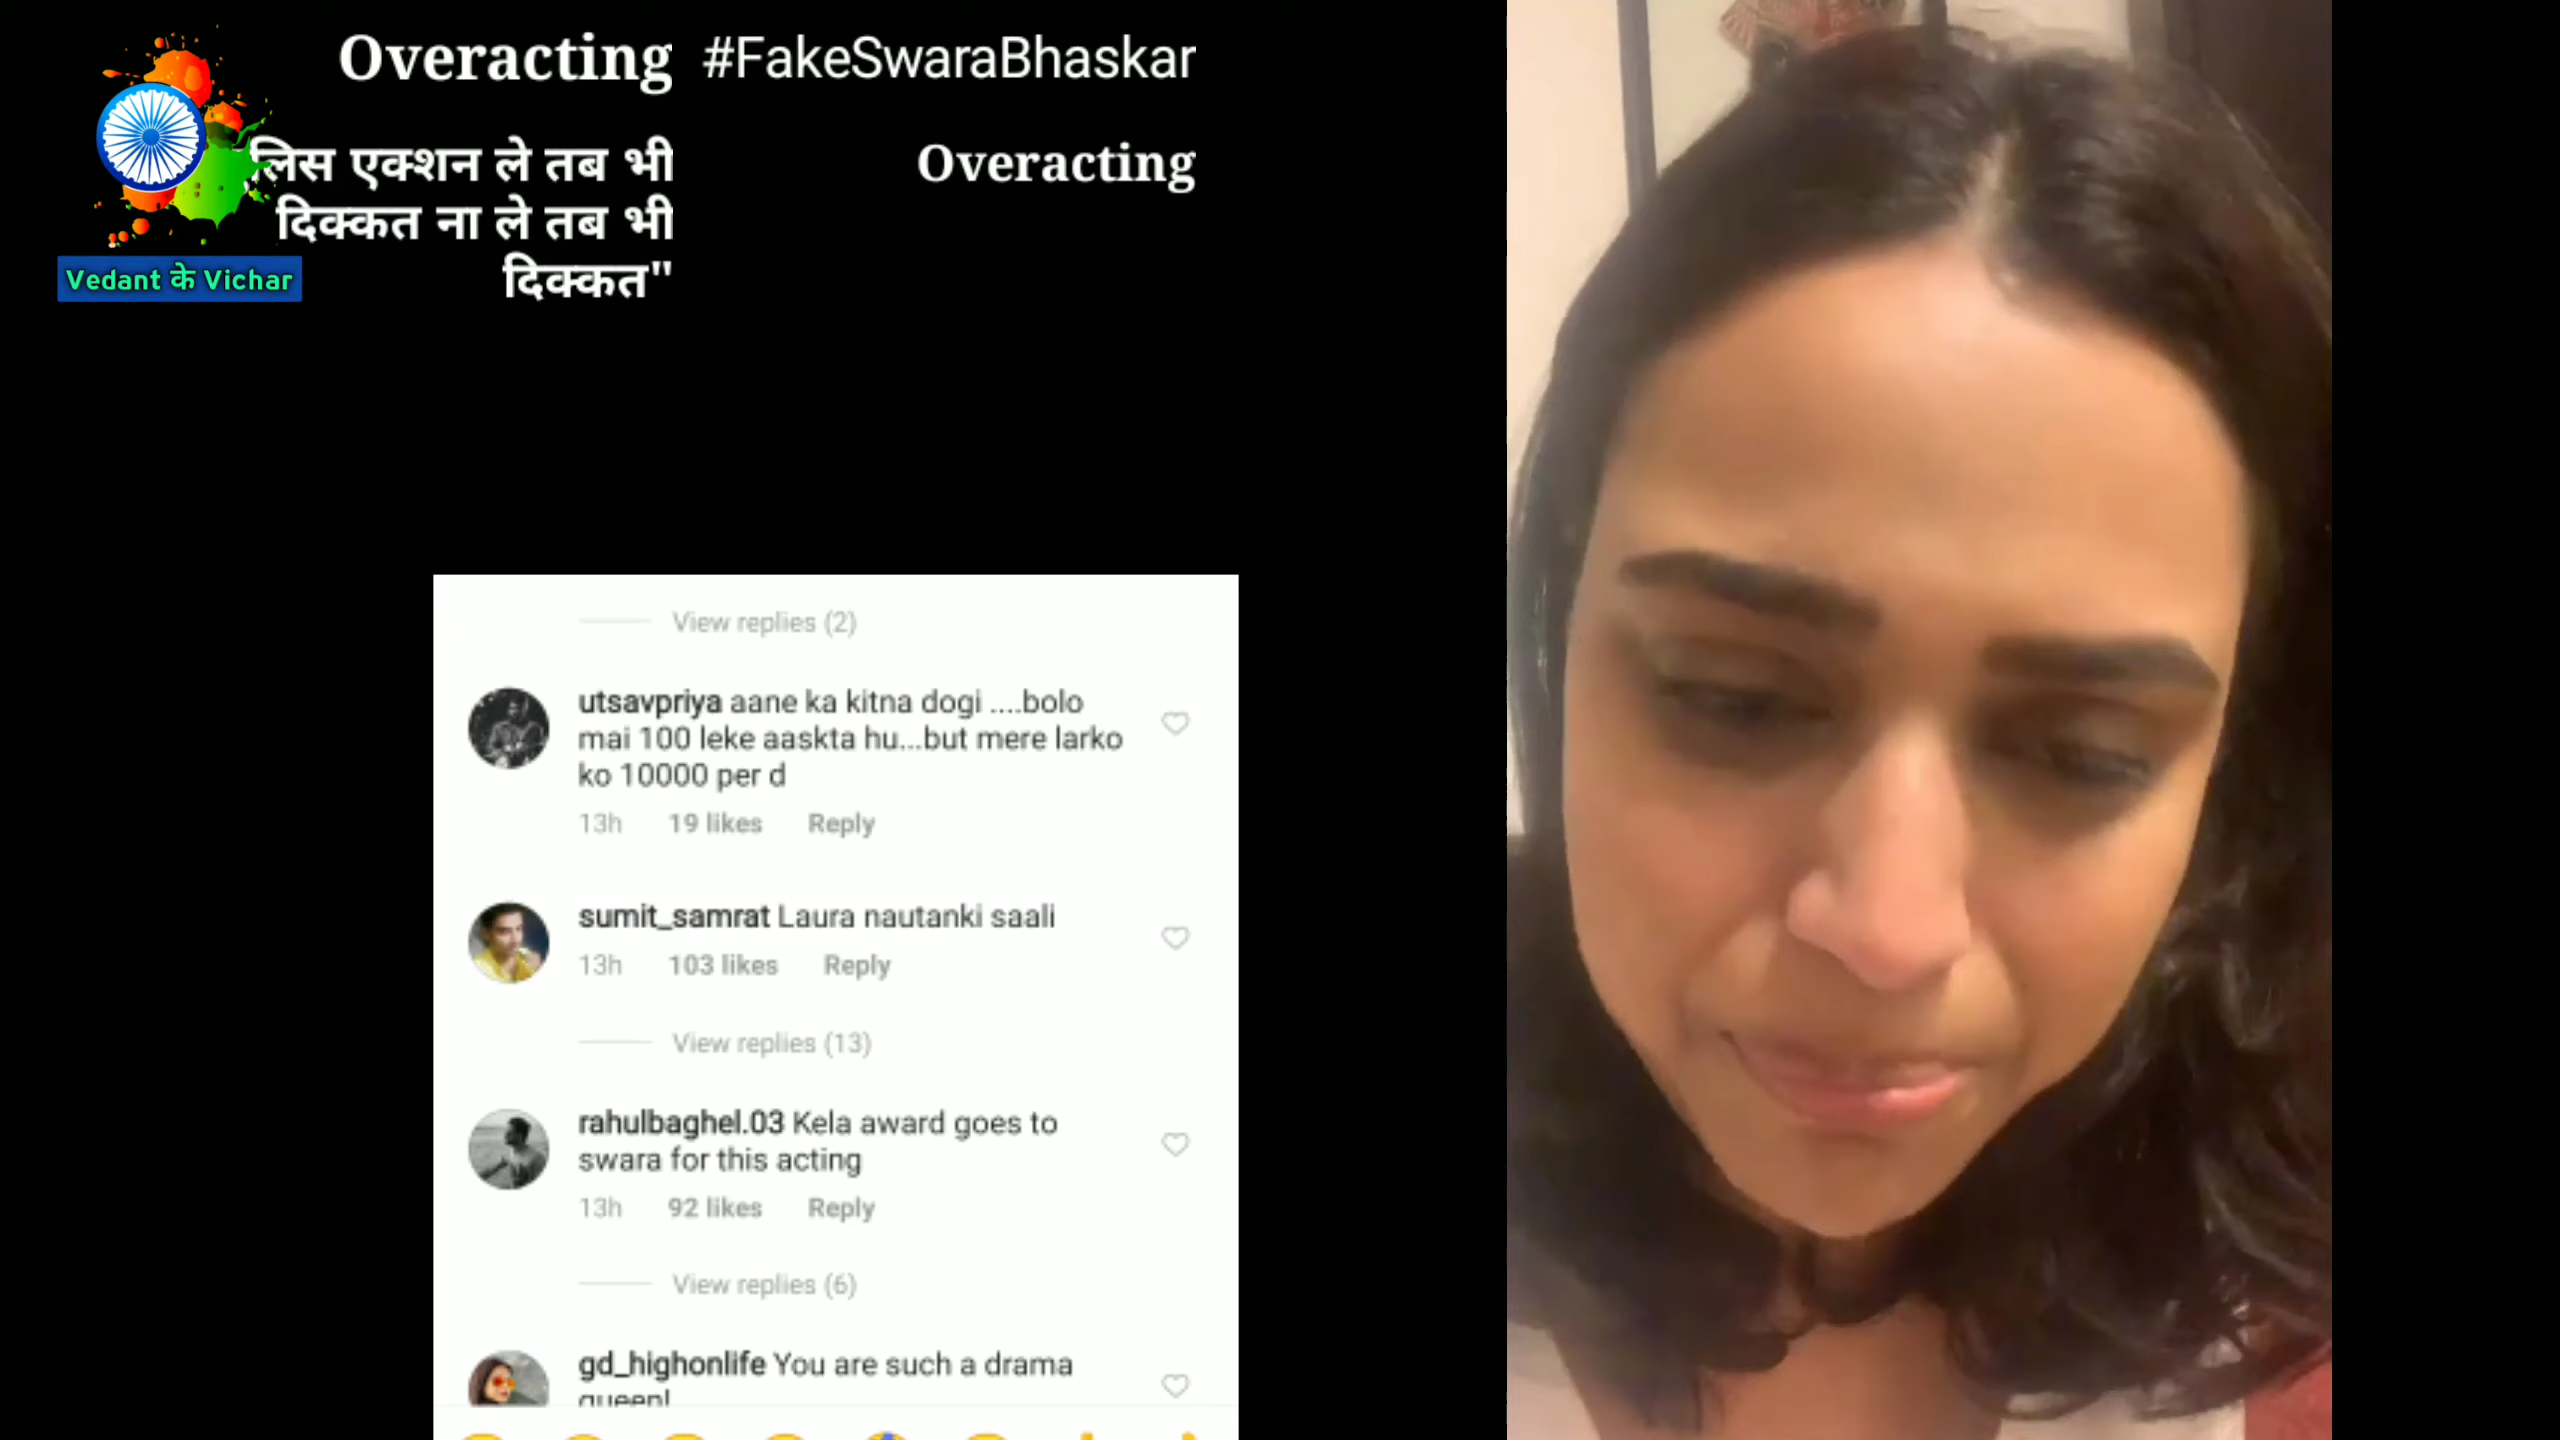 Overacting
#FakeSwaraBhaskar
लिस एक्शन ले तब भी
दिक्कत ना ले तब भी
दिक्कत"
Overacting
Vedant के Vichar
View replies (2)
utsavpriya aane ka kitna dogi ....bolo
mai 100 leke aaskta hu...but mere larko
ko 10000 per d
13h 19 likes Reply
sumit_samrat Laura nautanki saali
13h 103 likes Reply
View replies (13)
rahulbaghel.03 Kela award goes to
swara for this acting
13h 92 likes Reply
View replies (6)
gd_highonlife You are such a drama
queen!